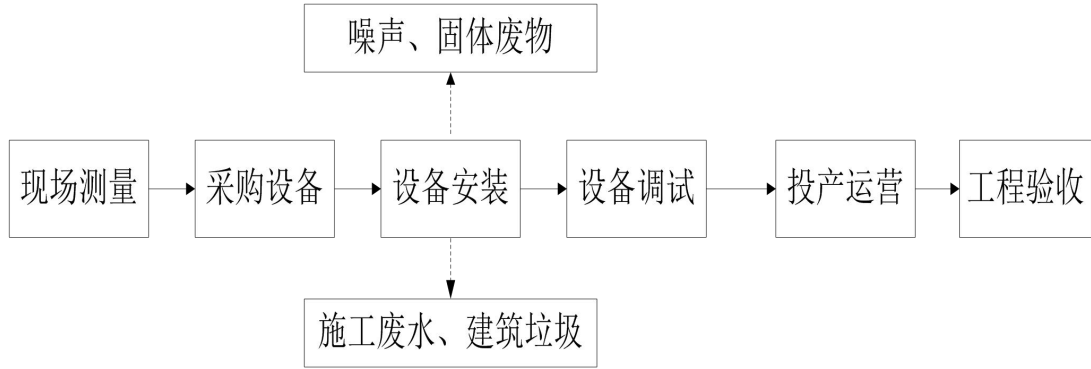 噪声、固体废物
现场测量
采购设备
设备安装
设备调试
投产运营
工程验收
施工废水、建筑垃圾